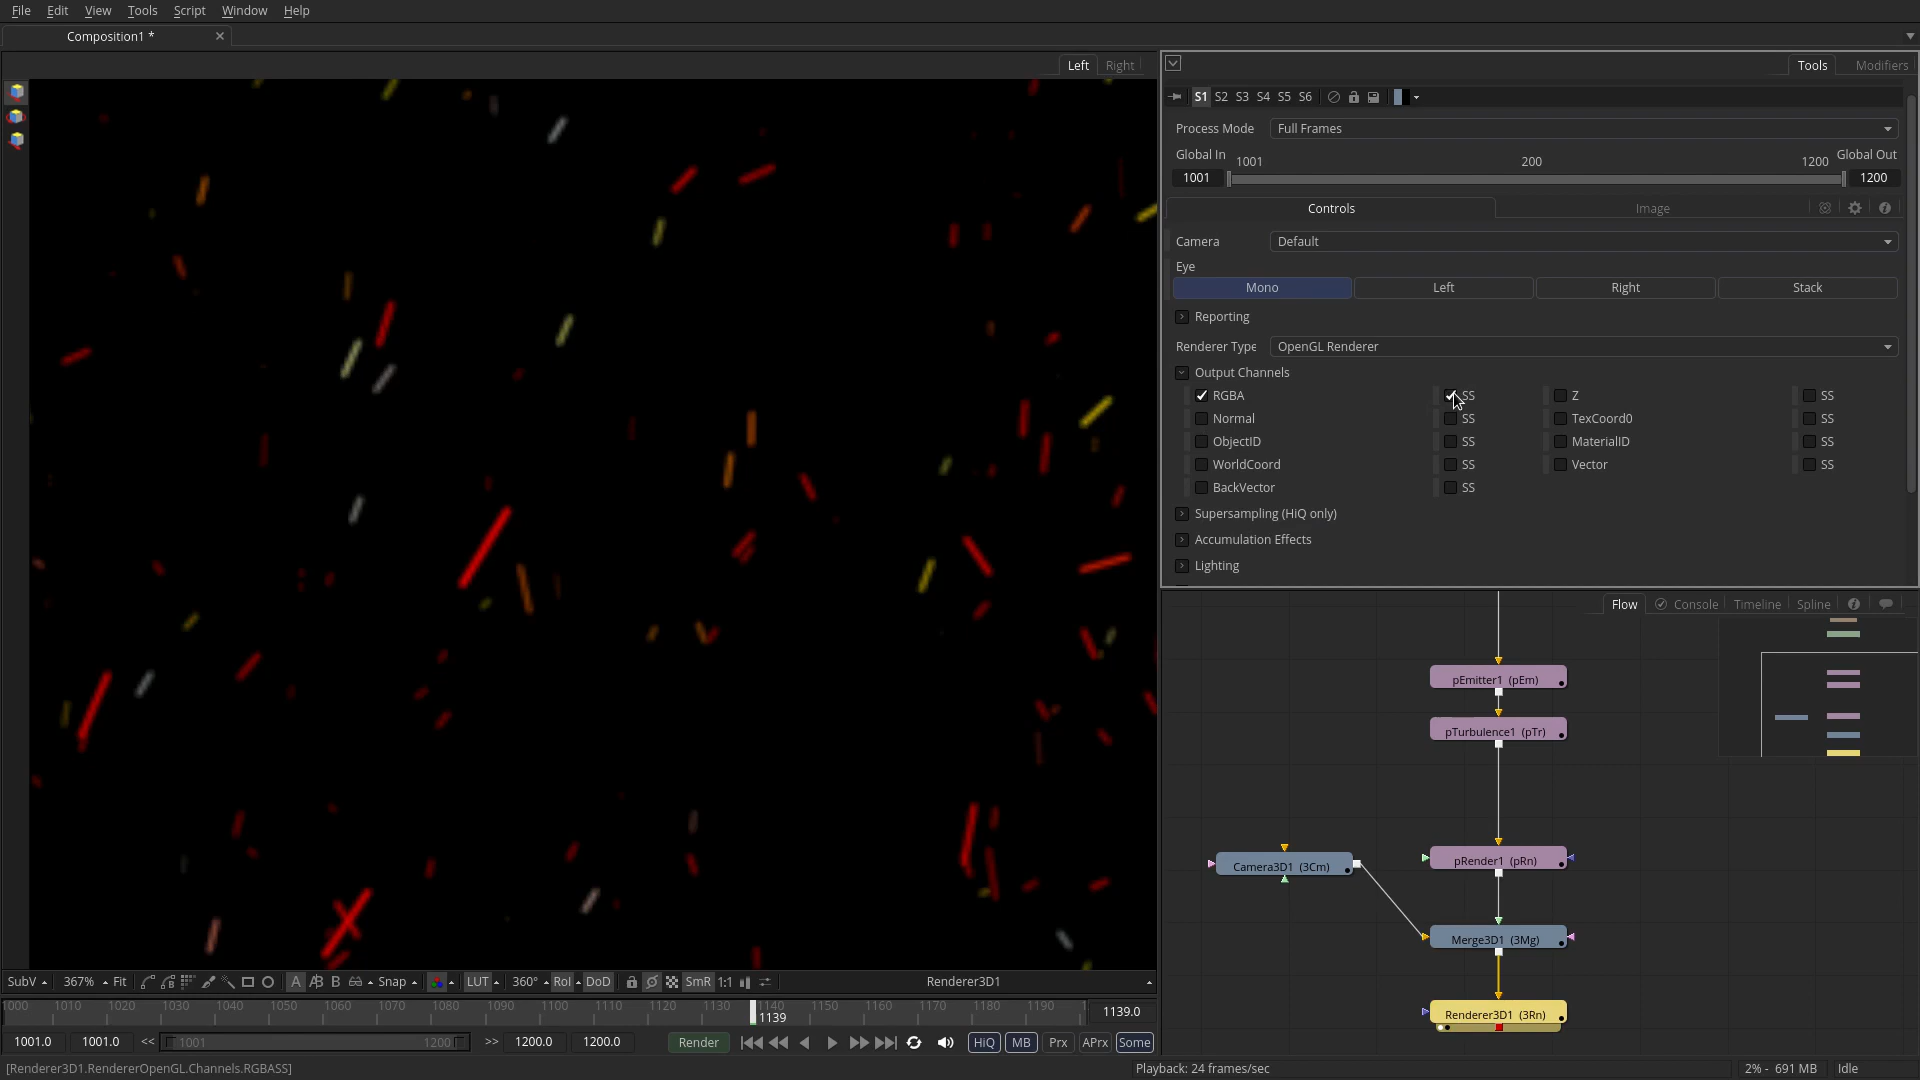 File Edit View Tools Script Window Help
Composition1 *
Left Right
Tools Modifiers
S1 S2 S3 S4 S5 S6
Process Mode Full Frames
Global In 1001 200 1200 Global Out
1001 1200
Controls Image
Camera Default
Eye
Mono Left Right Stack
Reporting
Renderer Type OpenGL Renderer
Output Channels
RGBA SS Z SS
Normal SS TexCoord0 SS
ObjectID SS MaterialID SS
WorldCoord SS Vector SS
BackVector SS
Supersampling (HiQ only)
Accumulation Effects
Lighting
Flow Console Timeline Spline
pEmitter1 (pEm)
pTurbulence1 (pTr)
pRender1 (pRn)
Camera3D1 (3Cm)
Merge3D1 (3Mg)
Renderer3D1 (3Rn)
SubV 367% Fit A B Snap LUT 360° RoI DoD SmR 1:1 Renderer3D1
1000 1010 1020 1030 1040 1050 1060 1070 1080 1090 1100 1110 1120 1130 1140 1150 1160 1170 1180 1190
1139 1139.0
1001.0 1001.0 << 1001 1200 >> 1200.0 1200.0 Render HiQ MB Prx APrx Some
[Renderer3D1.RendererOpenGL.Channels.RGBASS] Playback: 24 frames/sec 2% - 691 MB Idle